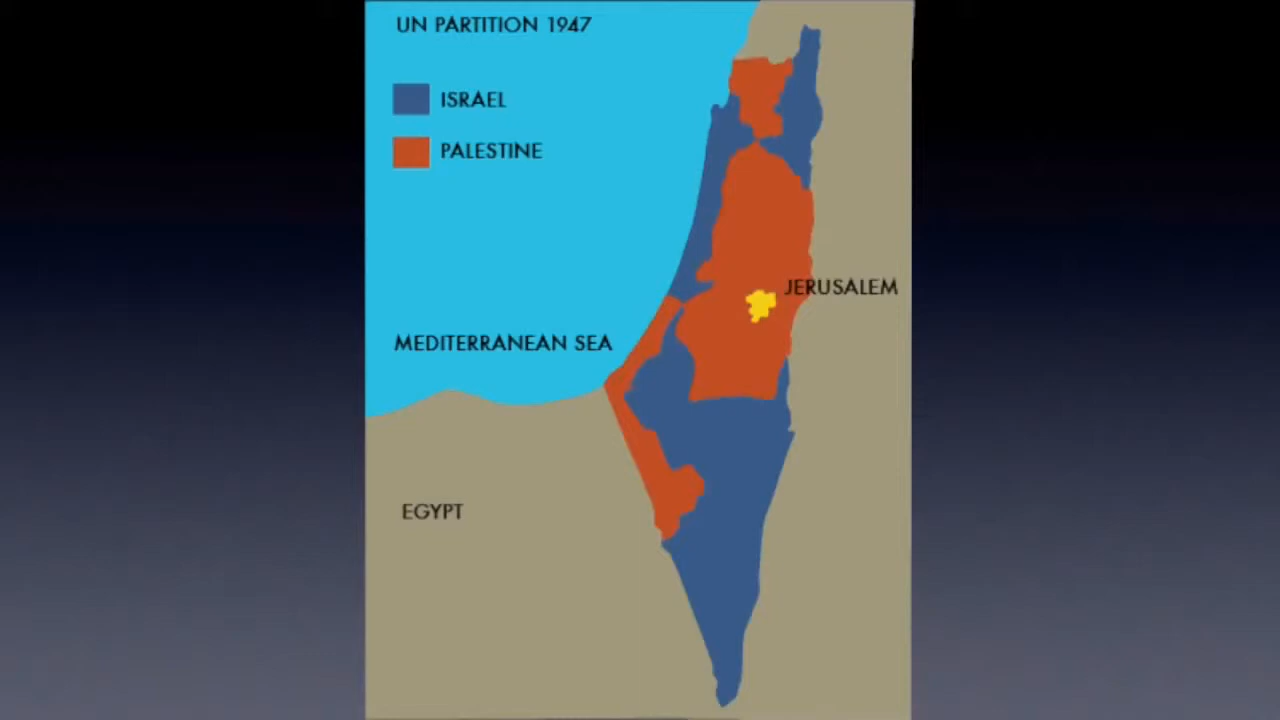 UN PARTITION 1947
ISRAEL
PALESTINE
JERUSALEM
MEDITERRANEAN SEA
EGYPT